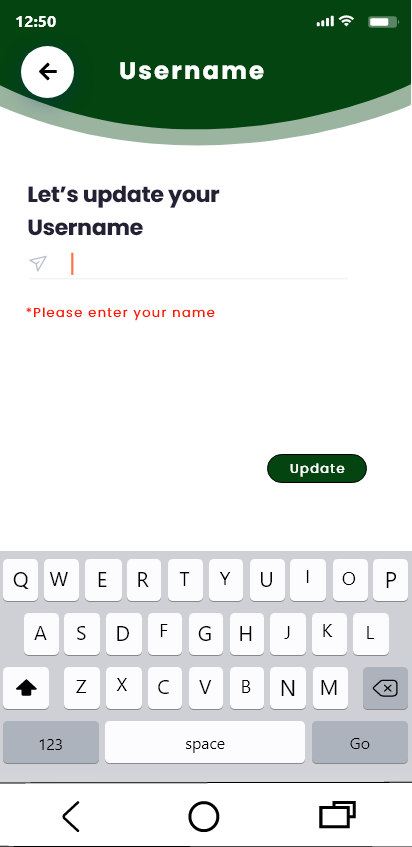 12:50
Username
Let’s update your
Username
*Please enter your name
Update
Q W E R T Y U I O P
A S D F G H J K L
Z X C V B N M
123 space Go